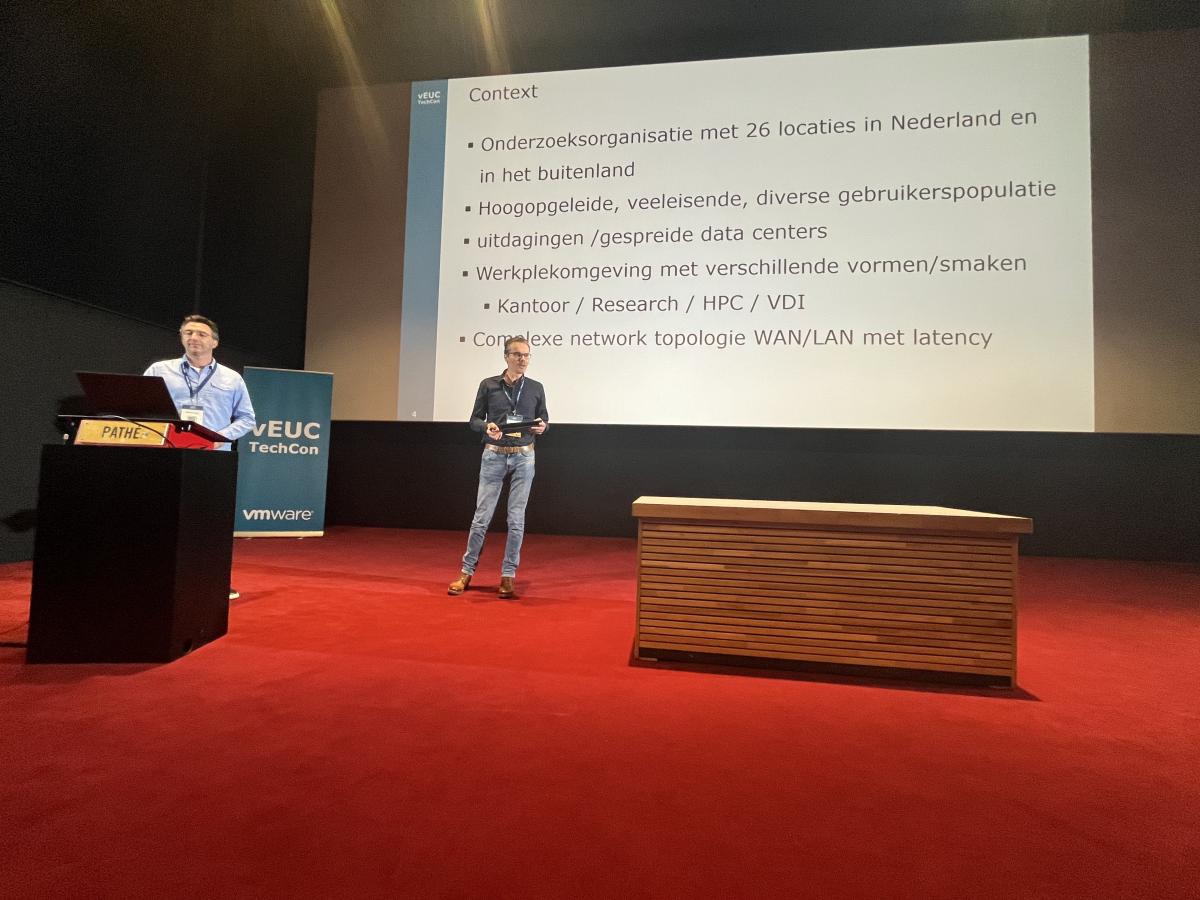 vEUC
TechCon
Context
▪ Onderzoeksorganisatie met 26 locaties in Nederland en
in het buitenland
▪ Hoogopgeleide, veeleisende, diverse gebruikerspopulatie
▪ uitdagingen /gespreide data centers
▪ Werkplekomgeving met verschillende vormen/smaken
▪ Kantoor / Research / HPC / VDI
▪ Complexe network topologie WAN/LAN met latency
4
PATHÉ
vEUC
TechCon
vmware®